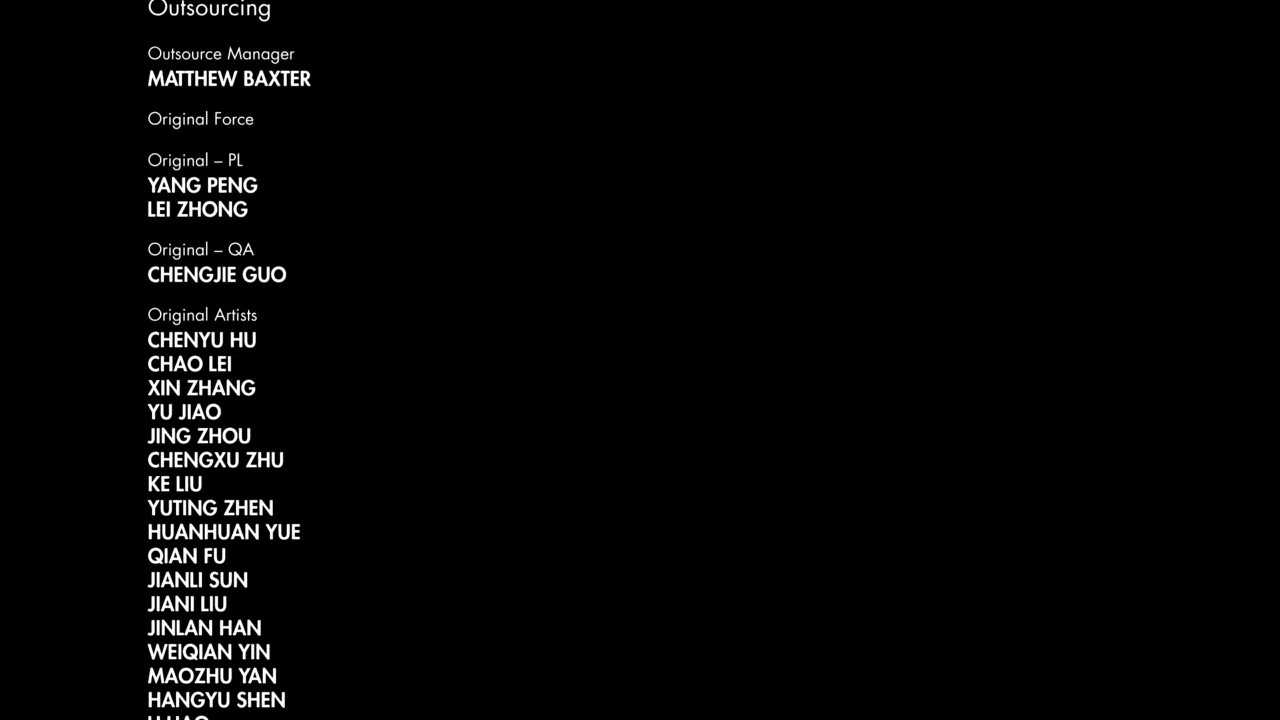 Outsourcing
Outsource Manager
MATTHEW BAXTER
Original Force
Original – PL
YANG PENG
LEI ZHONG
Original – QA
CHENGJIE GUO
Original Artists
CHENYU HU
CHAO LEI
XIN ZHANG
YU JIAO
JING ZHOU
CHENGXU ZHU
KE LIU
YUTING ZHEN
HUANHUAN YUE
QIAN FU
JIANLI SUN
JIANI LIU
JINLAN HAN
WEIQIAN YIN
MAOZHU YAN
HANGYU SHEN